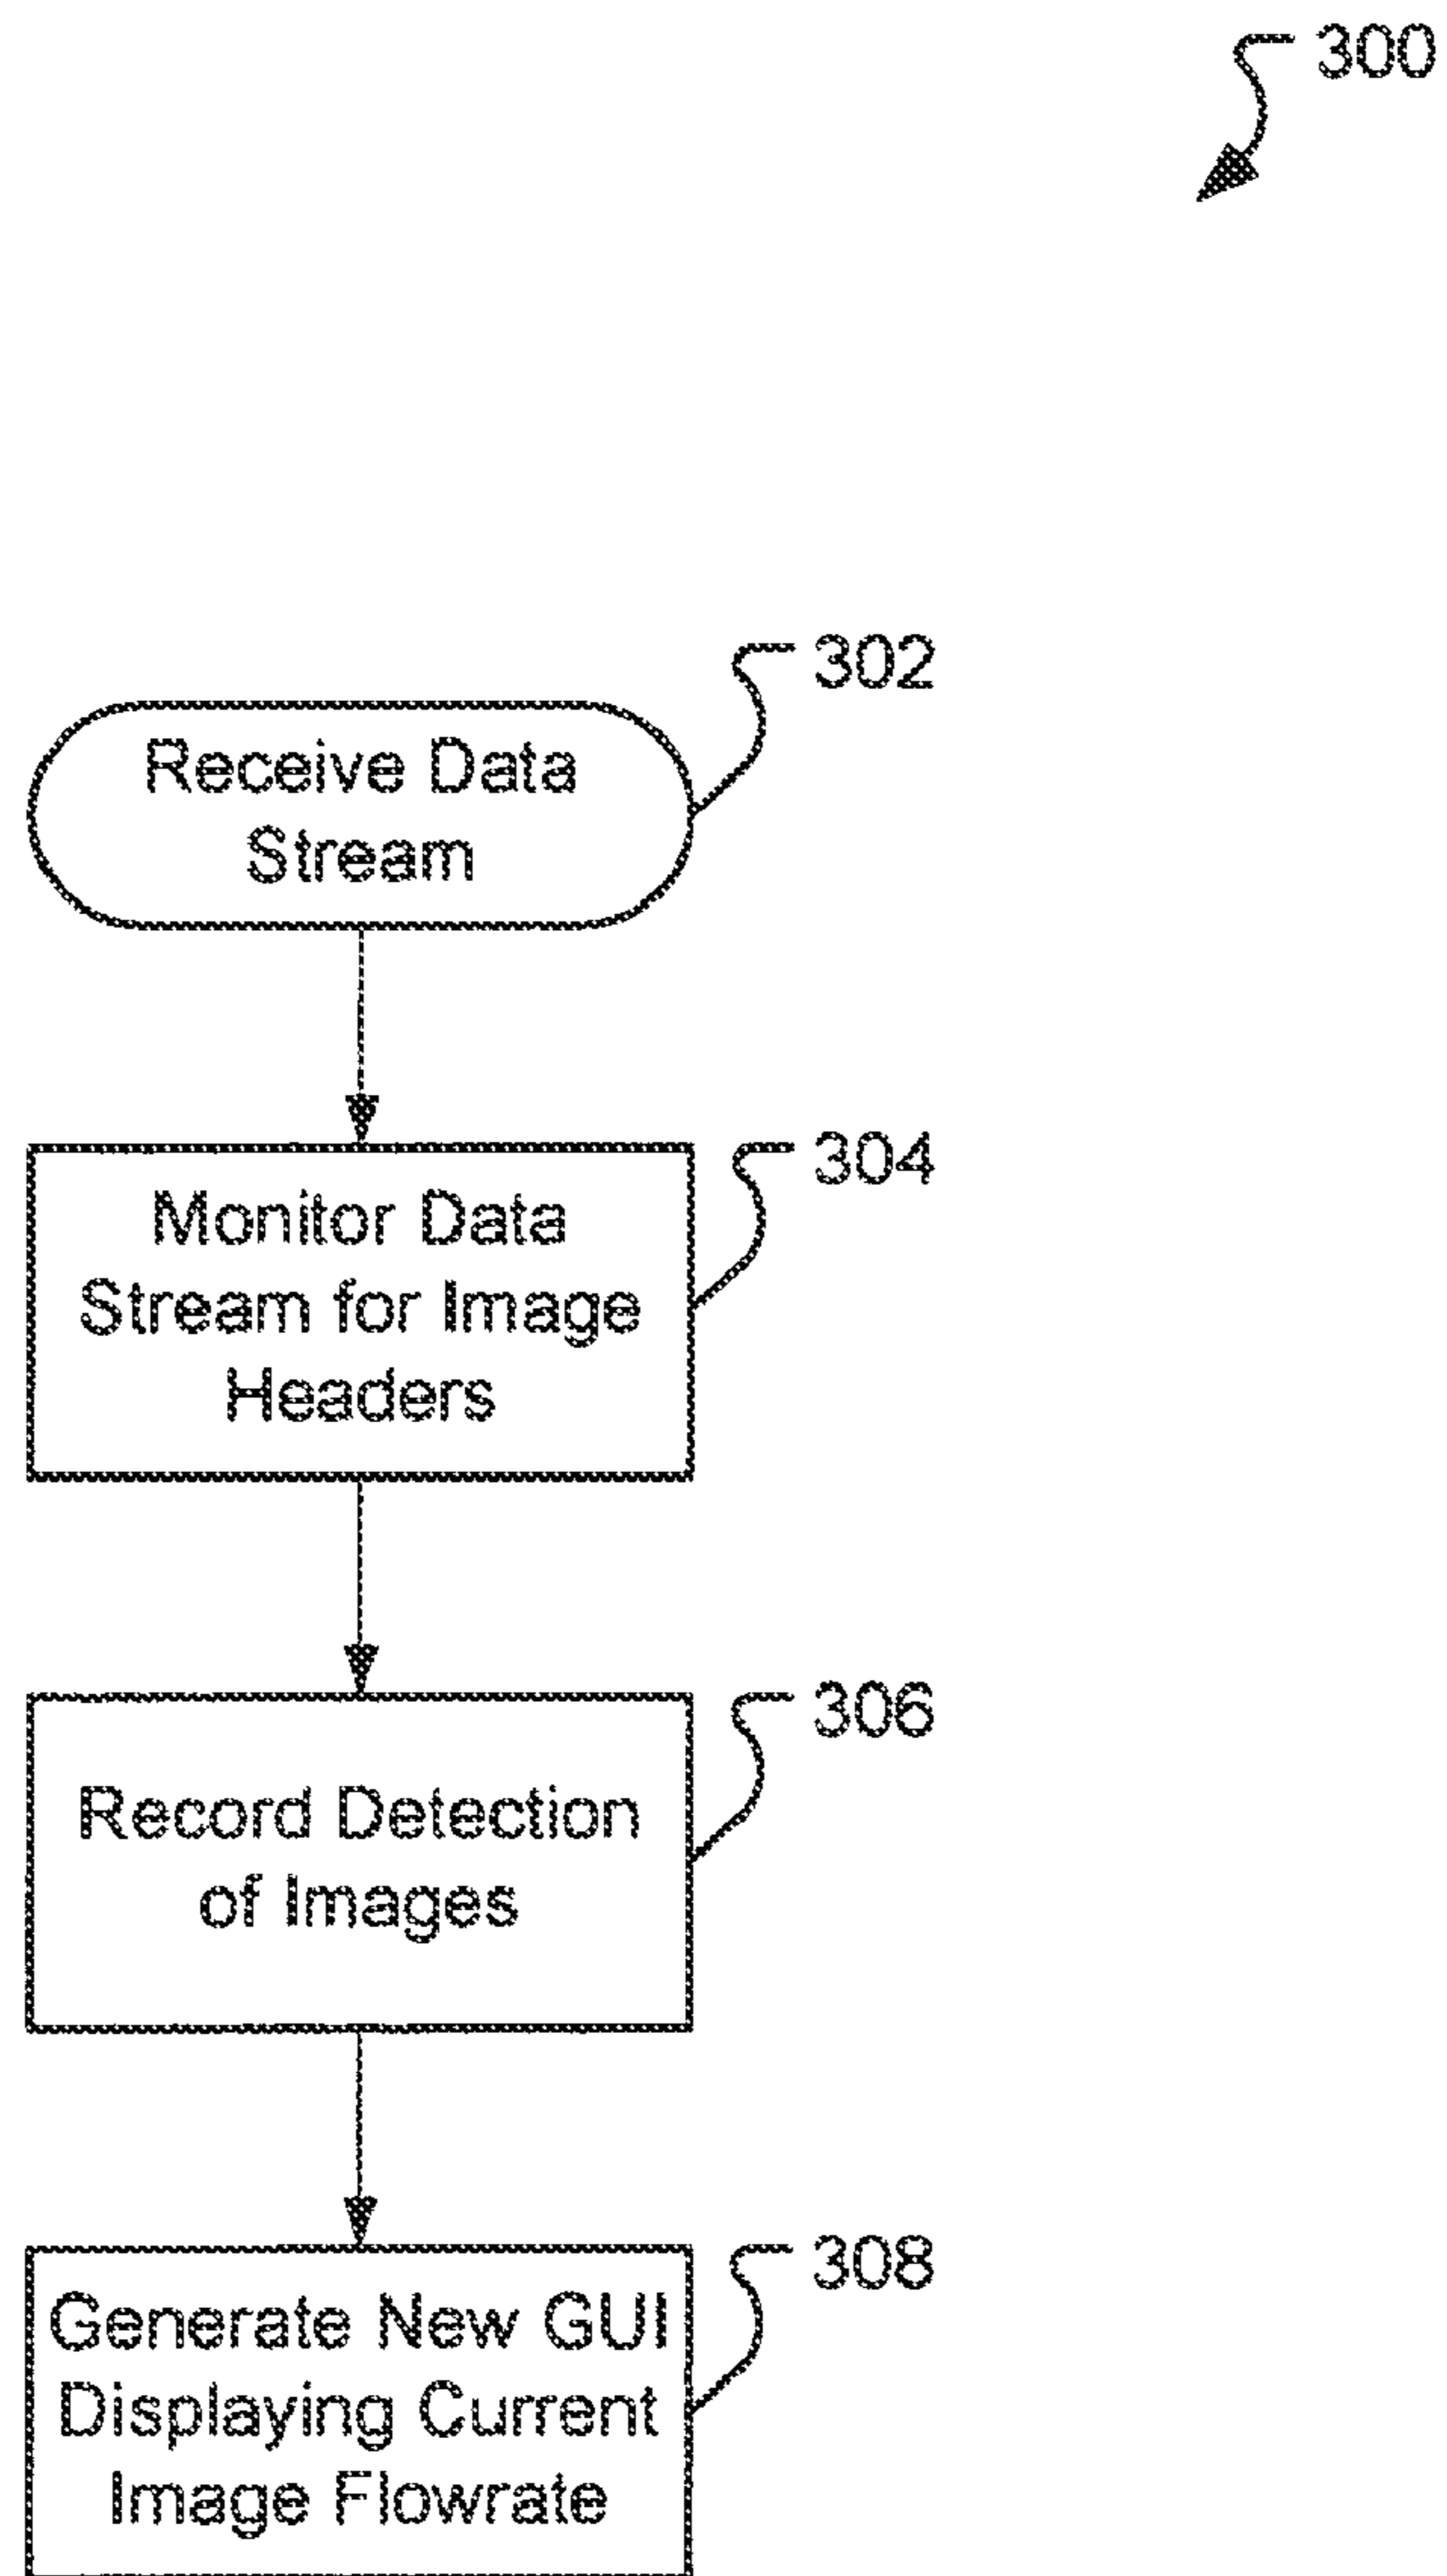 300
302
Receive Data
Stream
304
Monitor Data
Stream for Image
Headers
306
Record Detection
of Images
308
Generate New GUI
Displaying Current
Image Flowrate